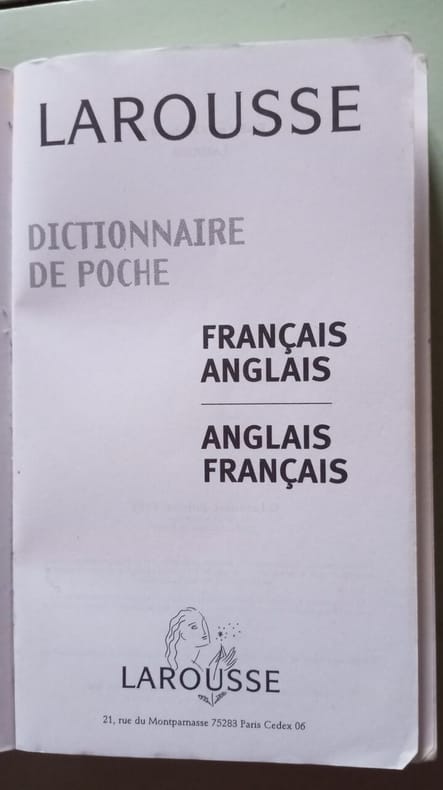 LAROUSSE
DICTIONNAIRE
DE POCHE
FRANÇAIS
ANGLAIS
ANGLAIS
FRANÇAIS
LAROUSSE
21, rue du Montparnasse 75283 Paris Cedex 06